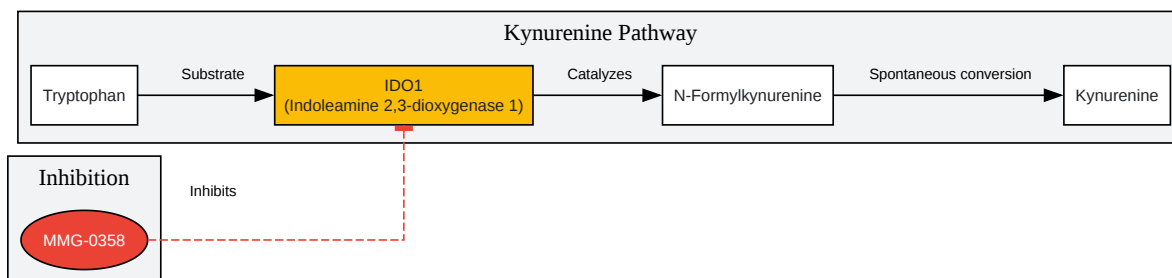 Kynurenine Pathway
Tryptophan
Substrate
IDO1
(Indoleamine 2,3-dioxygenase 1)
Catalyzes
N-Formylkynurenine
Spontaneous conversion
Kynurenine
Inhibition
MMG-0358
Inhibits